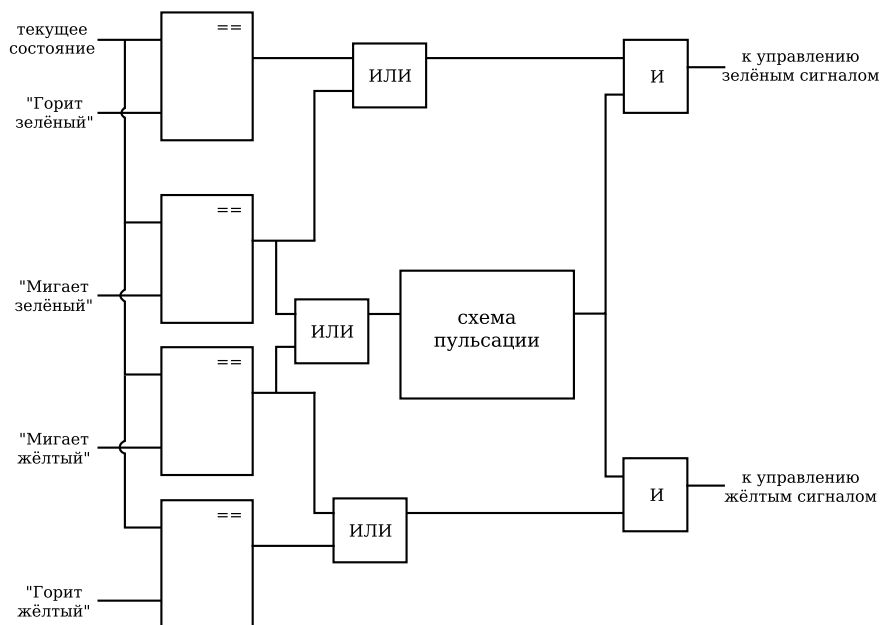 текущее
состояние
==
"Горит
зелёный"
ИЛИ
И
к управлению
зелёным сигналом
==
"Мигает
зелёный"
ИЛИ
схема
пульсации
==
"Мигает
жёлтый"
ИЛИ
И
к управлению
жёлтым сигналом
==
"Горит
жёлтый"